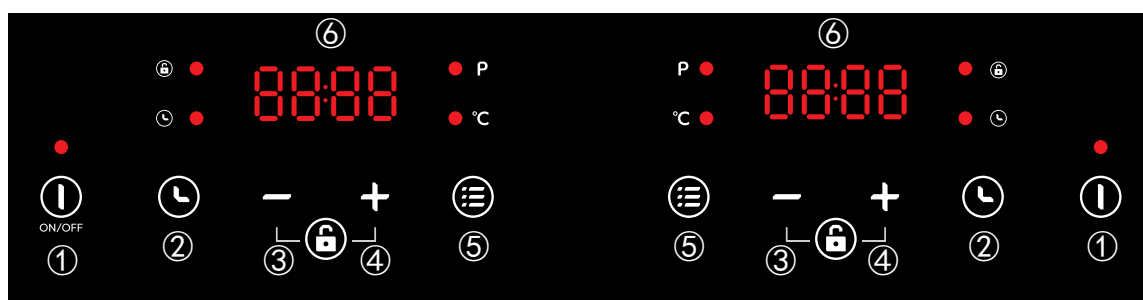 ⑥ ⑥
88:88 P P 88:88
℃ ℃
ON/OFF
① ② ③ ④ ⑤ ⑤ ③ ④ ② ①